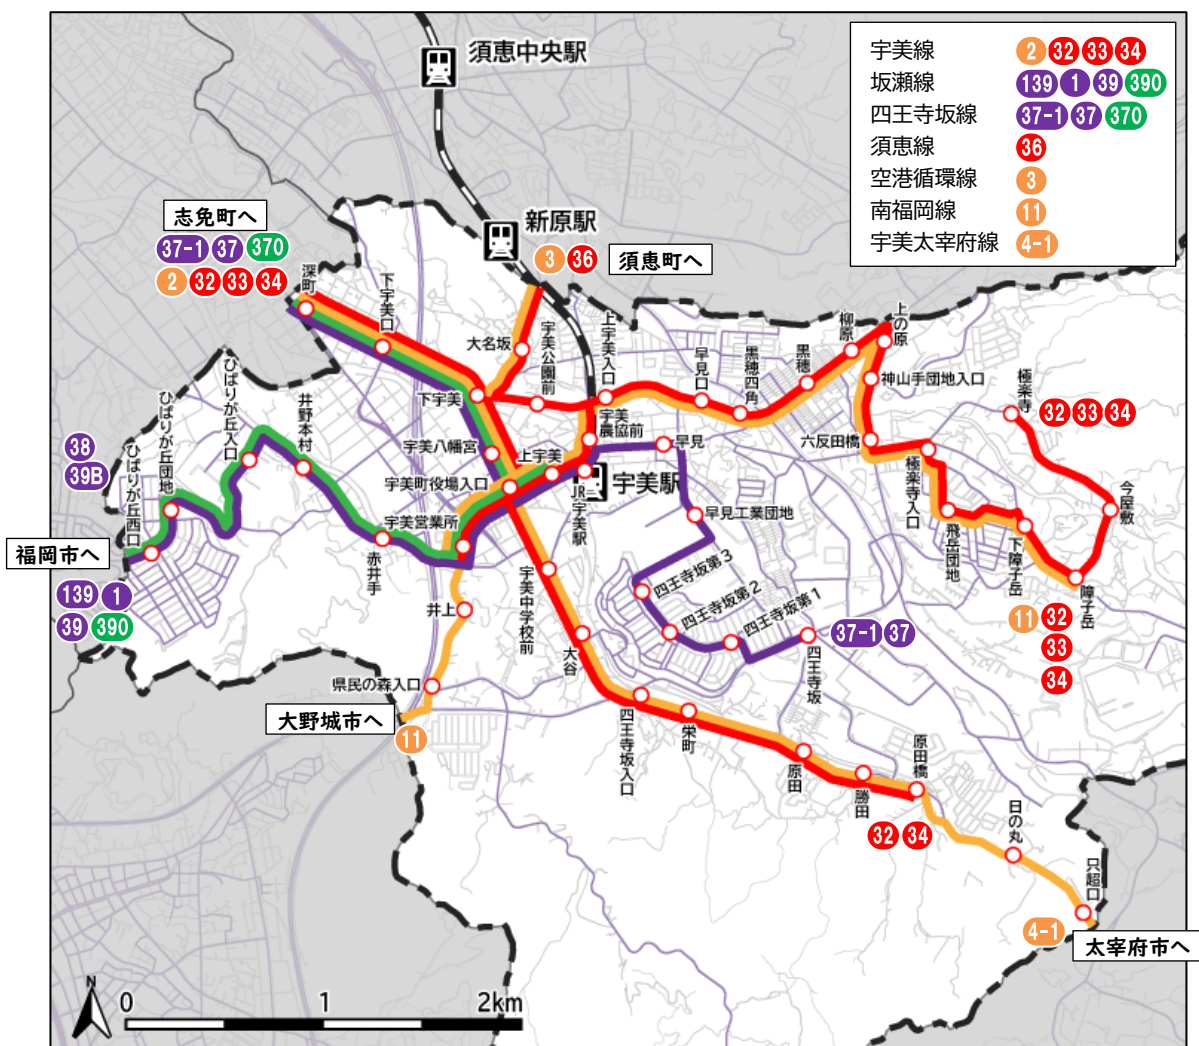 宇美線 2 32 33 34
坂瀬線 139 1 39 390
四王寺坂線 37-1 37 370
須恵線 36
空港循環線 3
南福岡線 11
宇美太宰府線 4-1
須恵中央駅
新原駅
3 36 須恵町へ
志免町へ
37-1 37 370
2 32 33 34
深町
下宇美口
大名坂
宇美公園前
上宇美入口
早見口
黒穂四角
黒穂
柳原
上の原
神山手団地入口
極楽寺
32 33 34
ひばりが丘入口
ひばりが丘団地
ひばりが丘西口
井野本村
38
39B
下宇美
宇美八幡宮
宇美町役場入口
上宇美
宇美農協前
早見
六反田橋
極楽寺入口
今屋敷
宇美駅
JR宇美駅
宇美営業所
早見工業団地
飛岳団地
下障子岳
障子岳
福岡市へ
139 1
39 390
赤井手
井上
宇美中学校前
大谷
四王寺坂第3
四王寺坂第2
四王寺坂第1
四王寺坂
37-1 37
11 32
33
34
県民の森入口
大野城市へ
11
四王寺坂入口
栄町
原田
勝田
原田橋
32 34
日の丸
只越口
4-1
太宰府市へ
N
0 1 2km